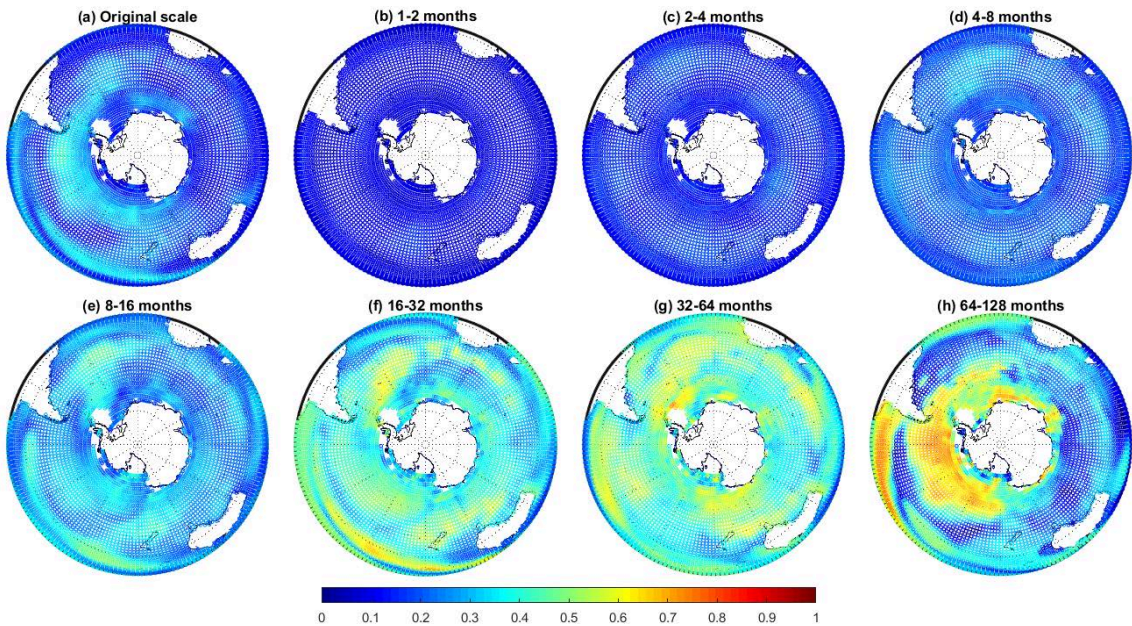 (a) Original scale
(b) 1-2 months
(c) 2-4 months
(d) 4-8 months
(e) 8-16 months
(f) 16-32 months
(g) 32-64 months
(h) 64-128 months
0 0.1 0.2 0.3 0.4 0.5 0.6 0.7 0.8 0.9 1